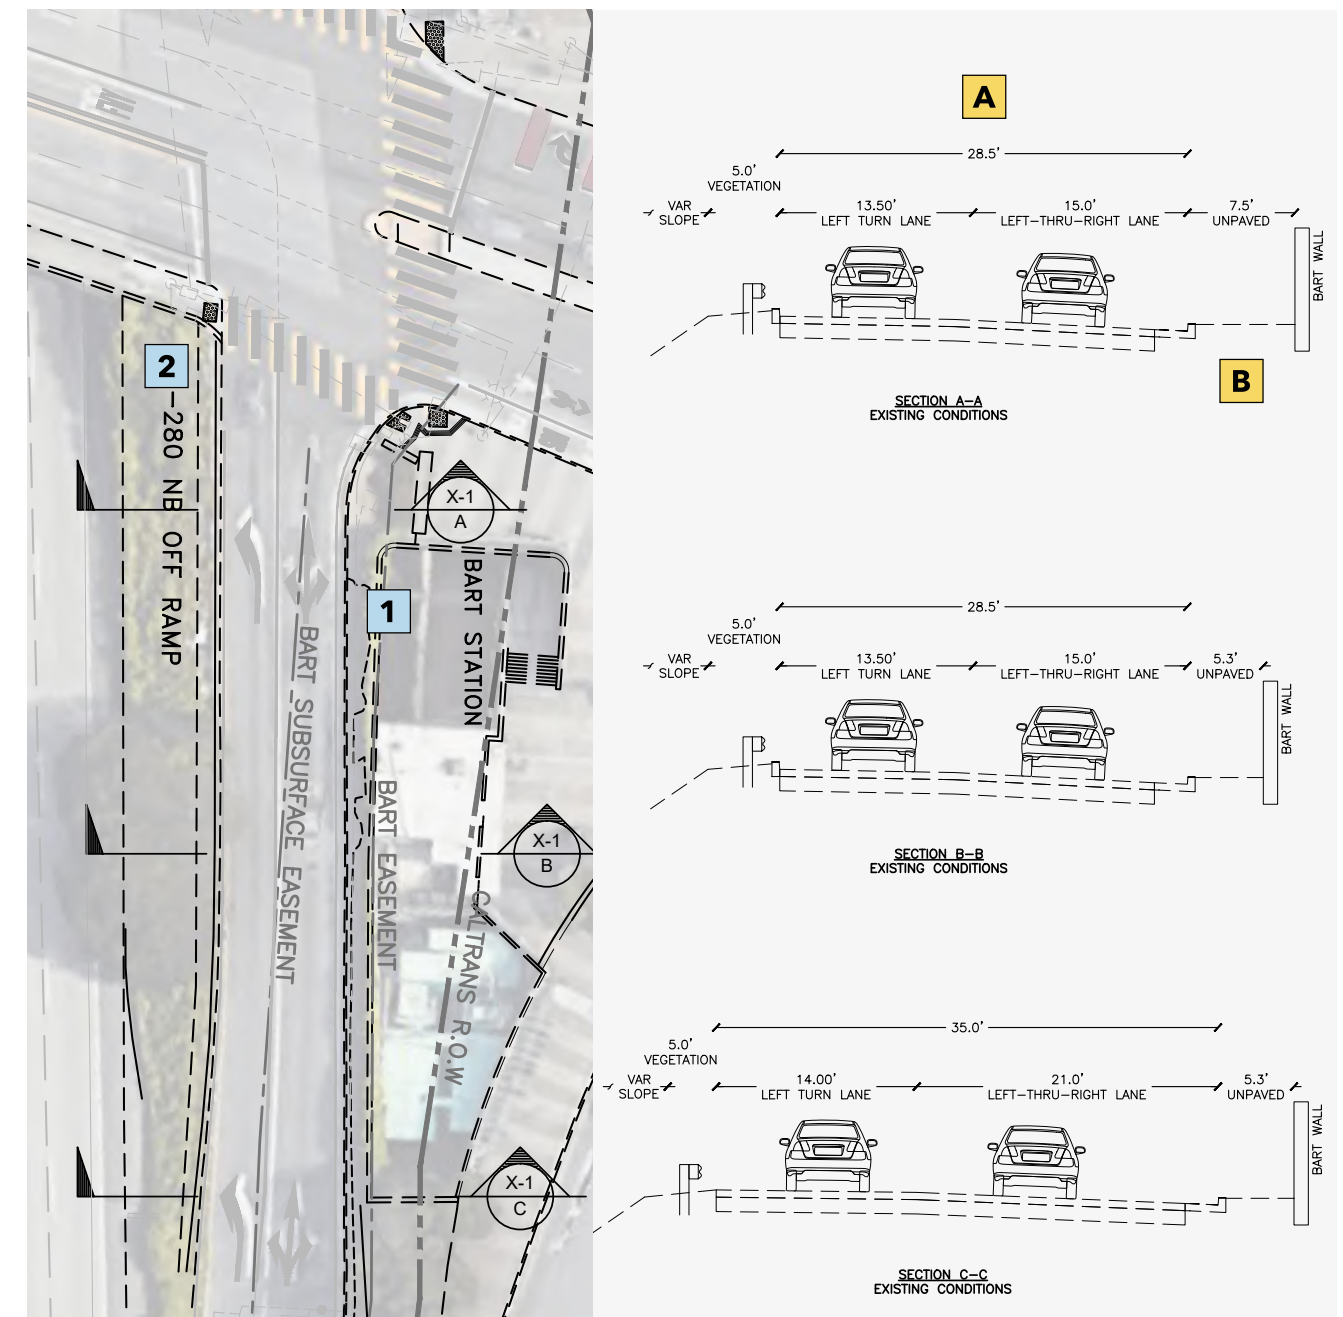 2
-280 NB OFF RAMP
X-1
A
1
BART STATION
BART SUBSURFACE EASEMENT
BART EASEMENT
X-1
B
CALTRANS R.O.W
X-1
C
A
28.5'
5.0'
VEGETATION
VAR
SLOPE
13.50'
LEFT TURN LANE
15.0'
LEFT-THRU-RIGHT LANE
7.5'
UNPAVED
BART WALL
B
SECTION A-A
EXISTING CONDITIONS
28.5'
5.0'
VEGETATION
VAR
SLOPE
13.50'
LEFT TURN LANE
15.0'
LEFT-THRU-RIGHT LANE
5.3'
UNPAVED
BART WALL
SECTION B-B
EXISTING CONDITIONS
35.0'
5.0'
VEGETATION
VAR
SLOPE
14.00'
LEFT TURN LANE
21.0'
LEFT-THRU-RIGHT LANE
5.3'
UNPAVED
BART WALL
SECTION C-C
EXISTING CONDITIONS